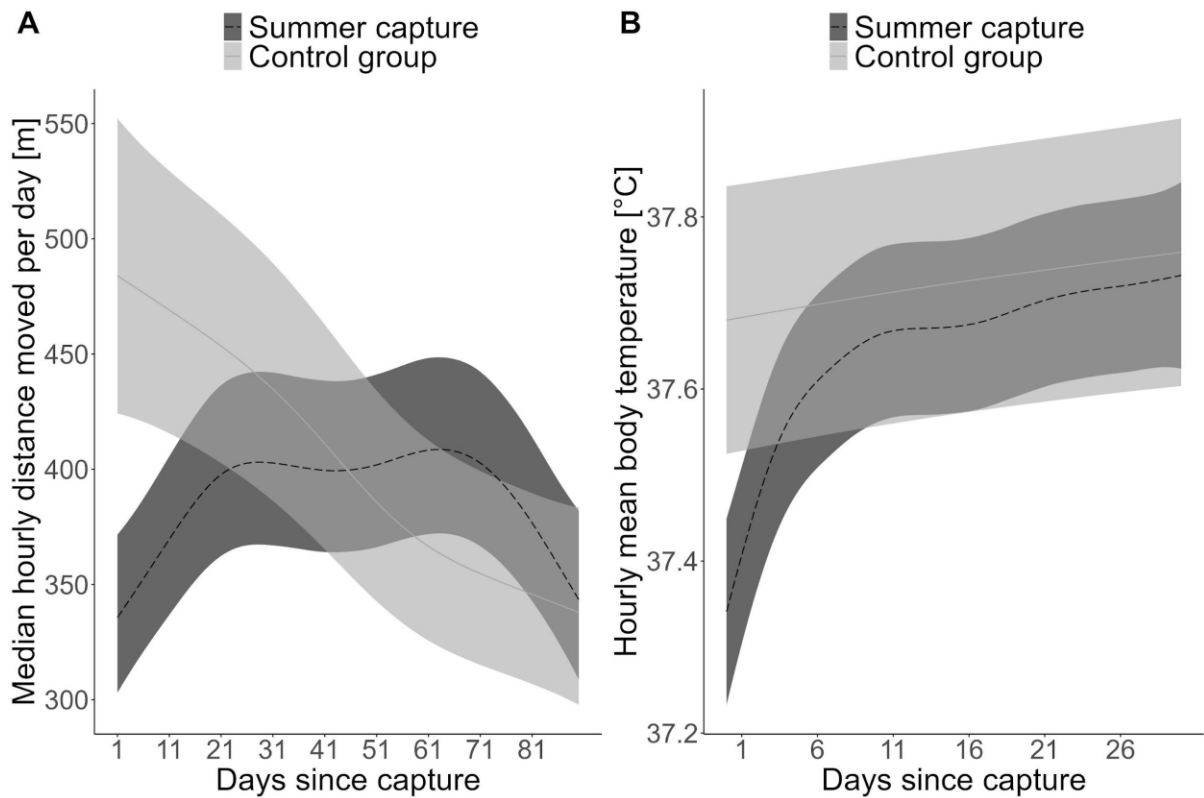 A
Summer capture
Control group
Median hourly distance moved per day [m]
550
500
450
400
350
300
1 11 21 31 41 51 61 71 81
Days since capture
B
Summer capture
Control group
Hourly mean body temperature [°C]
37.8
37.6
37.4
37.2
1 6 11 16 21 26
Days since capture